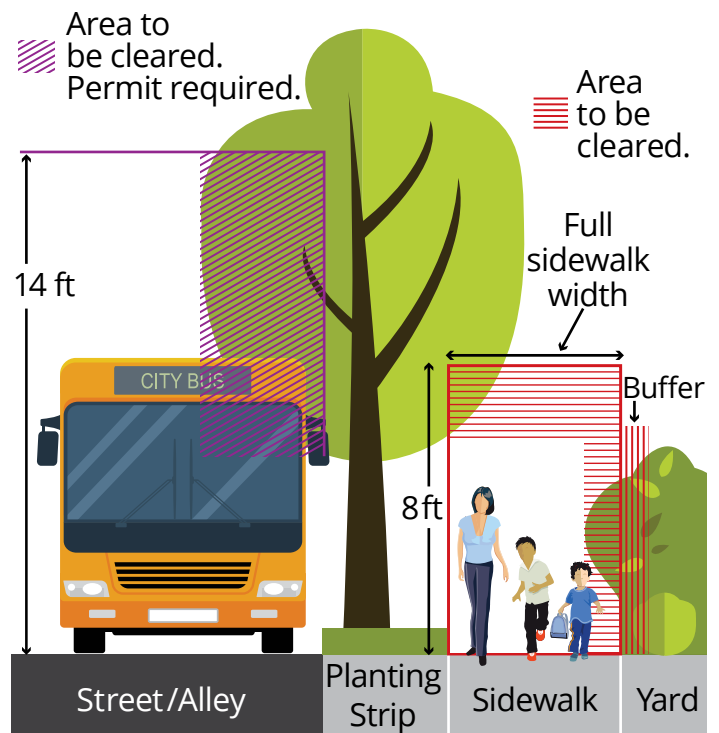 Area to
be cleared.
Permit required.
Area
to be
cleared.
Full
sidewalk
width
14 ft
CITY BUS
Buffer
8 ft
Street/Alley
Planting
Strip
Sidewalk
Yard